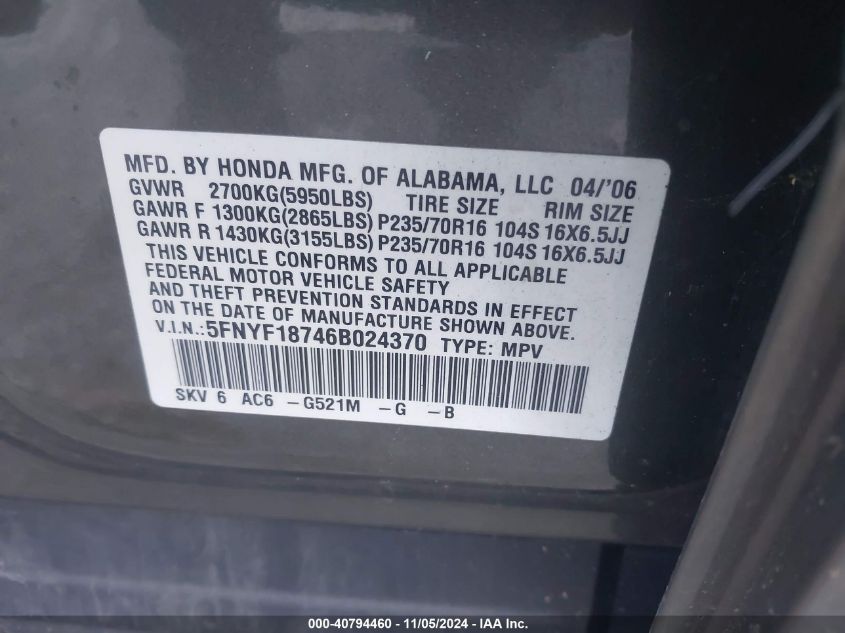 MFD. BY HONDA MFG. OF ALABAMA, LLC 04/'06
GVWR 2700KG(5950LBS) TIRE SIZE RIM SIZE
GAWR F 1300KG(2865LBS) P235/70R16 104S 16X6.5JJ
GAWR R 1430KG(3155LBS) P235/70R16 104S 16X6.5JJ
THIS VEHICLE CONFORMS TO ALL APPLICABLE
FEDERAL MOTOR VEHICLE SAFETY
AND THEFT PREVENTION STANDARDS IN EFFECT
ON THE DATE OF MANUFACTURE SHOWN ABOVE.
V.I.N.:5FNYF18746B024370 TYPE: MPV
SKV 6 AC6 -G521M -G -B
000-40794460 - 11/05/2024 - IAA Inc.